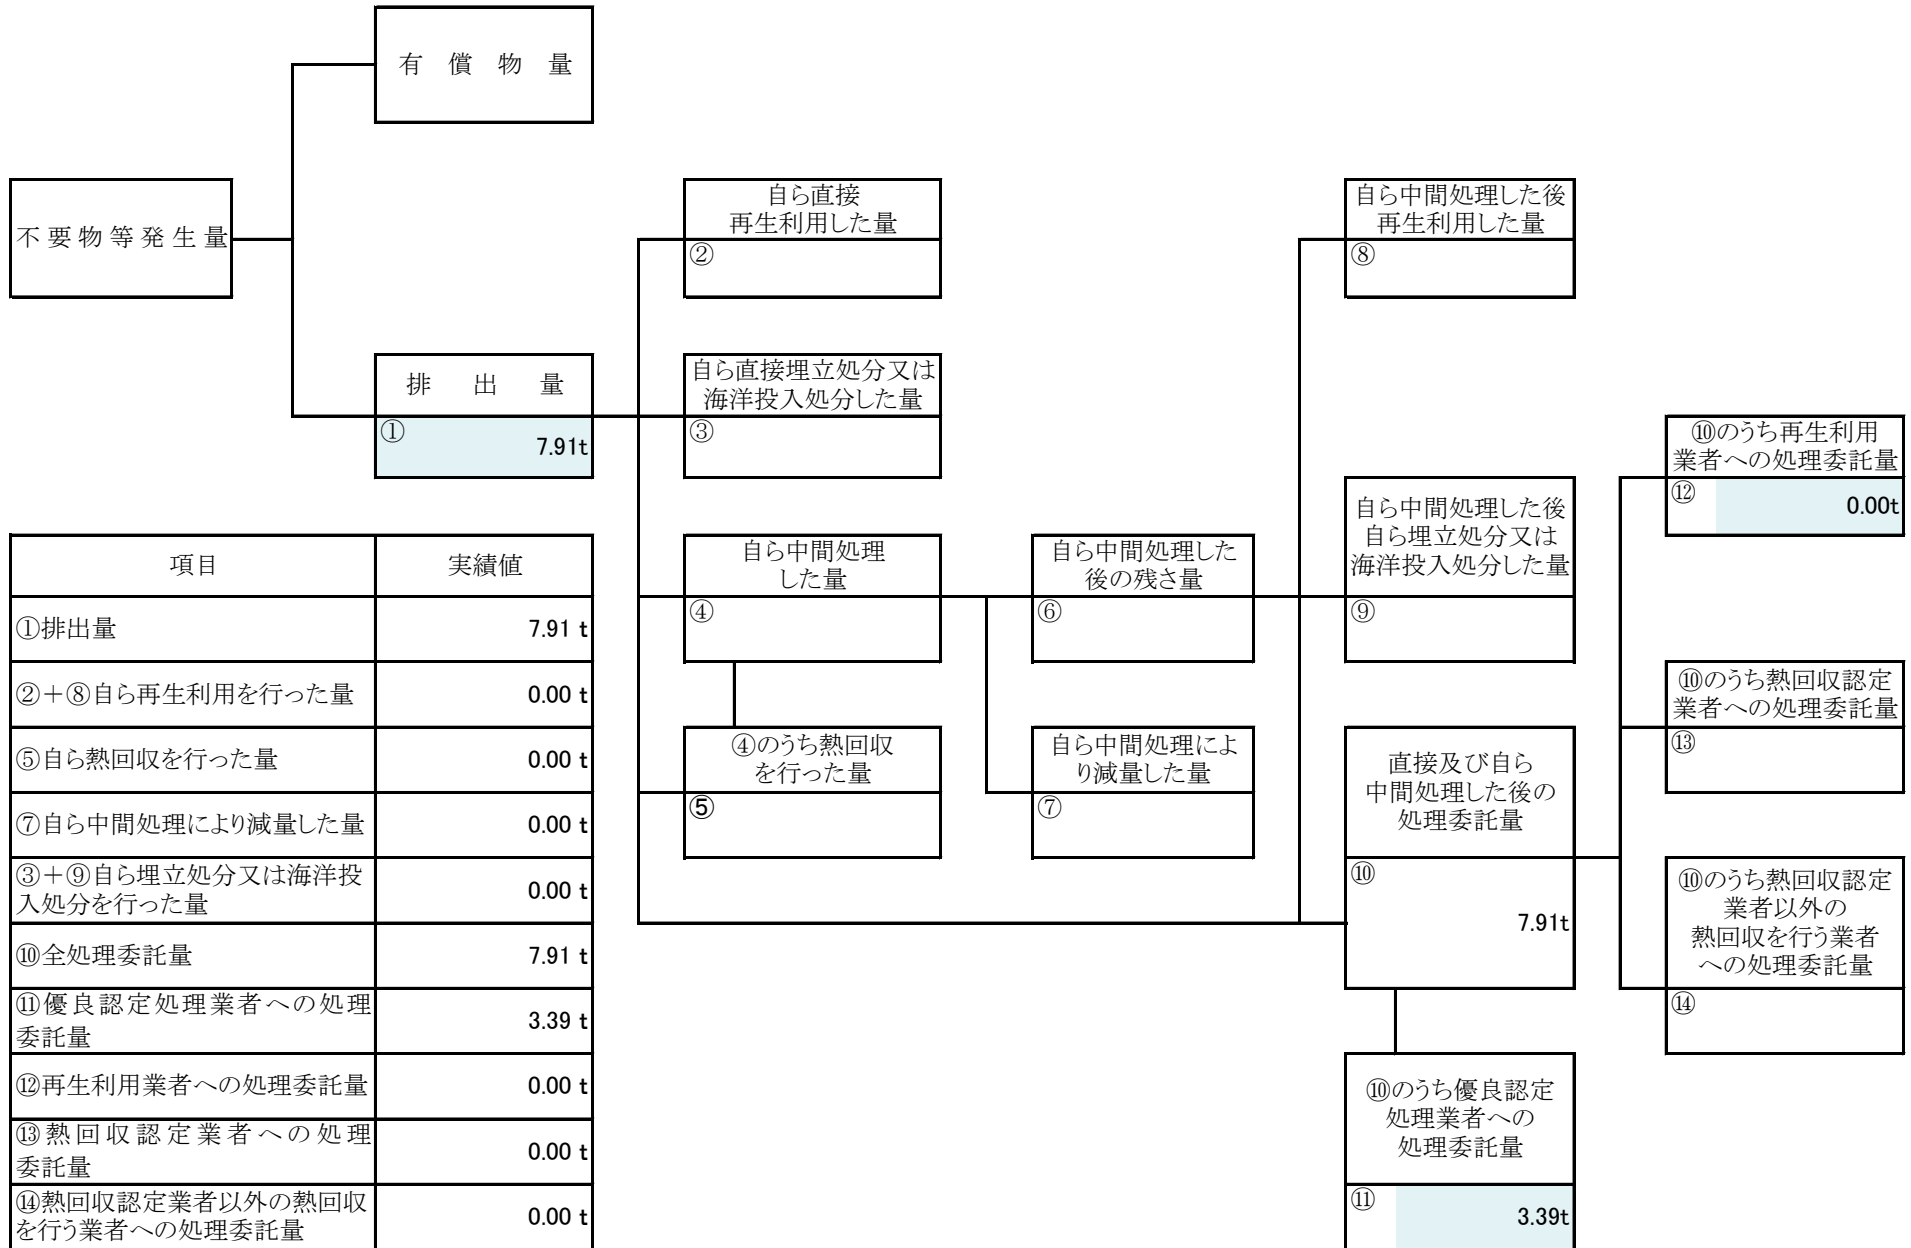 有償物量
不要物等発生量
自ら直接
再生利用した量
②
自ら中間処理した後
再生利用した量
⑧
排出量
①
7.91t
自ら直接埋立処分又は
海洋投入処分した量
③
⑩のうち再生利用
業者への処理委託量
⑫
0.00t
自ら中間処理
した量
④
自ら中間処理した
後の残さ量
⑥
自ら中間処理した後
自ら埋立処分又は
海洋投入処分した量
⑨
④のうち熱回収
を行った量
⑤
自ら中間処理によ
り減量した量
⑦
直接及び自ら
中間処理した後の
処理委託量
⑩
7.91t
⑩のうち熱回収認定
業者への処理委託量
⑬
⑩のうち熱回収認定
業者以外の
熱回収を行う業者
への処理委託量
⑭
⑩のうち優良認定
処理業者への
処理委託量
⑪
3.39t
項目 実績値
①排出量 7.91 t
②+⑧自ら再生利用を行った量 0.00 t
⑤自ら熱回収を行った量 0.00 t
⑦自ら中間処理により減量した量 0.00 t
③+⑨自ら埋立処分又は海洋投
入処分を行った量 0.00 t
⑩全処理委託量 7.91 t
⑪優良認定処理業者への処理
委託量 3.39 t
⑫再生利用業者への処理委託量 0.00 t
⑬熱回収認定業者への処理
委託量 0.00 t
⑭熱回収認定業者以外の熱回収
を行う業者への処理委託量 0.00 t